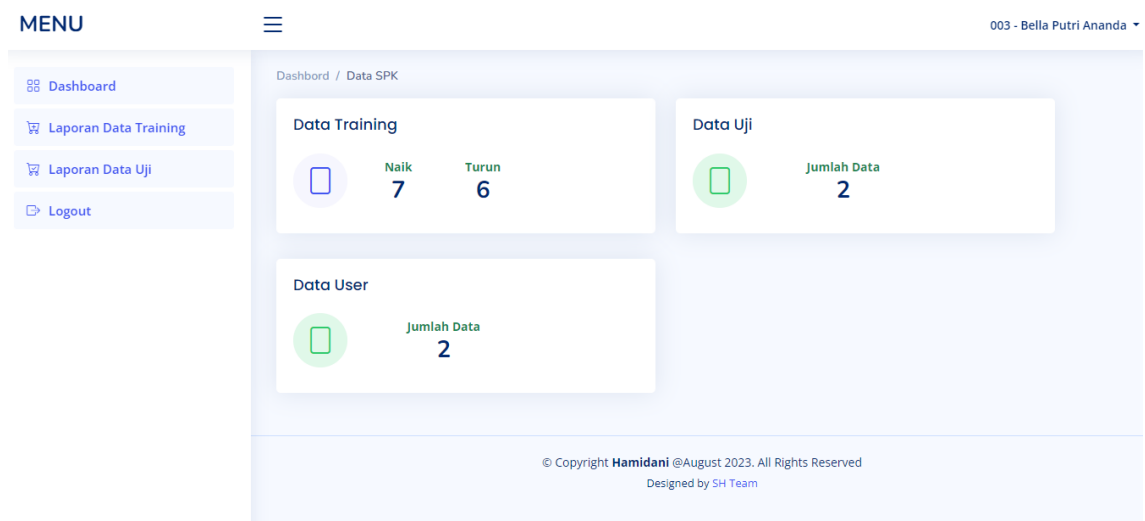 MENU
003 - Bella Putri Ananda
Dashboard
Laporan Data Training
Laporan Data Uji
Logout
Dashbord / Data SPK
Data Training
Naik Turun
7 6
Data Uji
Jumlah Data
2
Data User
Jumlah Data
2
© Copyright Hamidani @August 2023. All Rights Reserved
Designed by SH Team